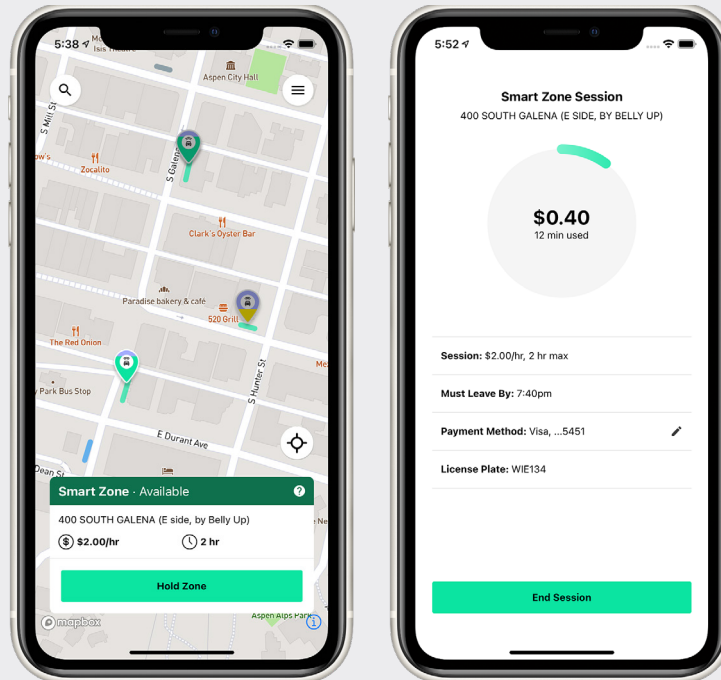 5:38
Isis Theatre
Aspen City Hall
S Mill St
Zocalito
S Galena
Clark's Oyster Bar
Paradise bakery & café
520 Grill
The Red Onion
Park Bus Stop
S Hunter St
E Durant Ave
Dean St
Smart Zone · Available
?
400 SOUTH GALENA (E side, by Belly Up)
$ $2.00/hr
2 hr
Hold Zone
Aspen Alps Park
mapbox
i
5:52
Smart Zone Session
400 SOUTH GALENA (E SIDE, BY BELLY UP)
$0.40
12 min used
Session: $2.00/hr, 2 hr max
Must Leave By: 7:40pm
Payment Method: Visa, ...5451
License Plate: WIE134
End Session